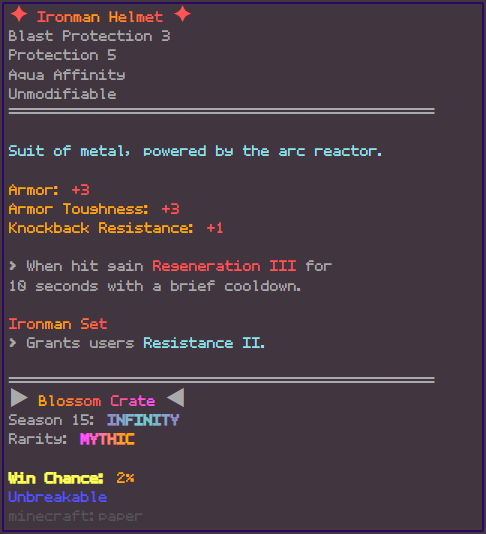 ✦ Ironman Helmet ✦
Blast Protection 3
Protection 5
Aqua Affinity
Unmodifiable
Suit of metal, powered by the arc reactor.
Armor: +3
Armor Toughness: +3
Knockback Resistance: +1
> When hit gain Regeneration III for
10 seconds with a brief cooldown.
Ironman Set
> Grants users Resistance II.
▶ Blossom Crate ◀
Season 15: INFINITY
Rarity: MYTHIC
Win Chance: 2%
Unbreakable
minecraft:paper